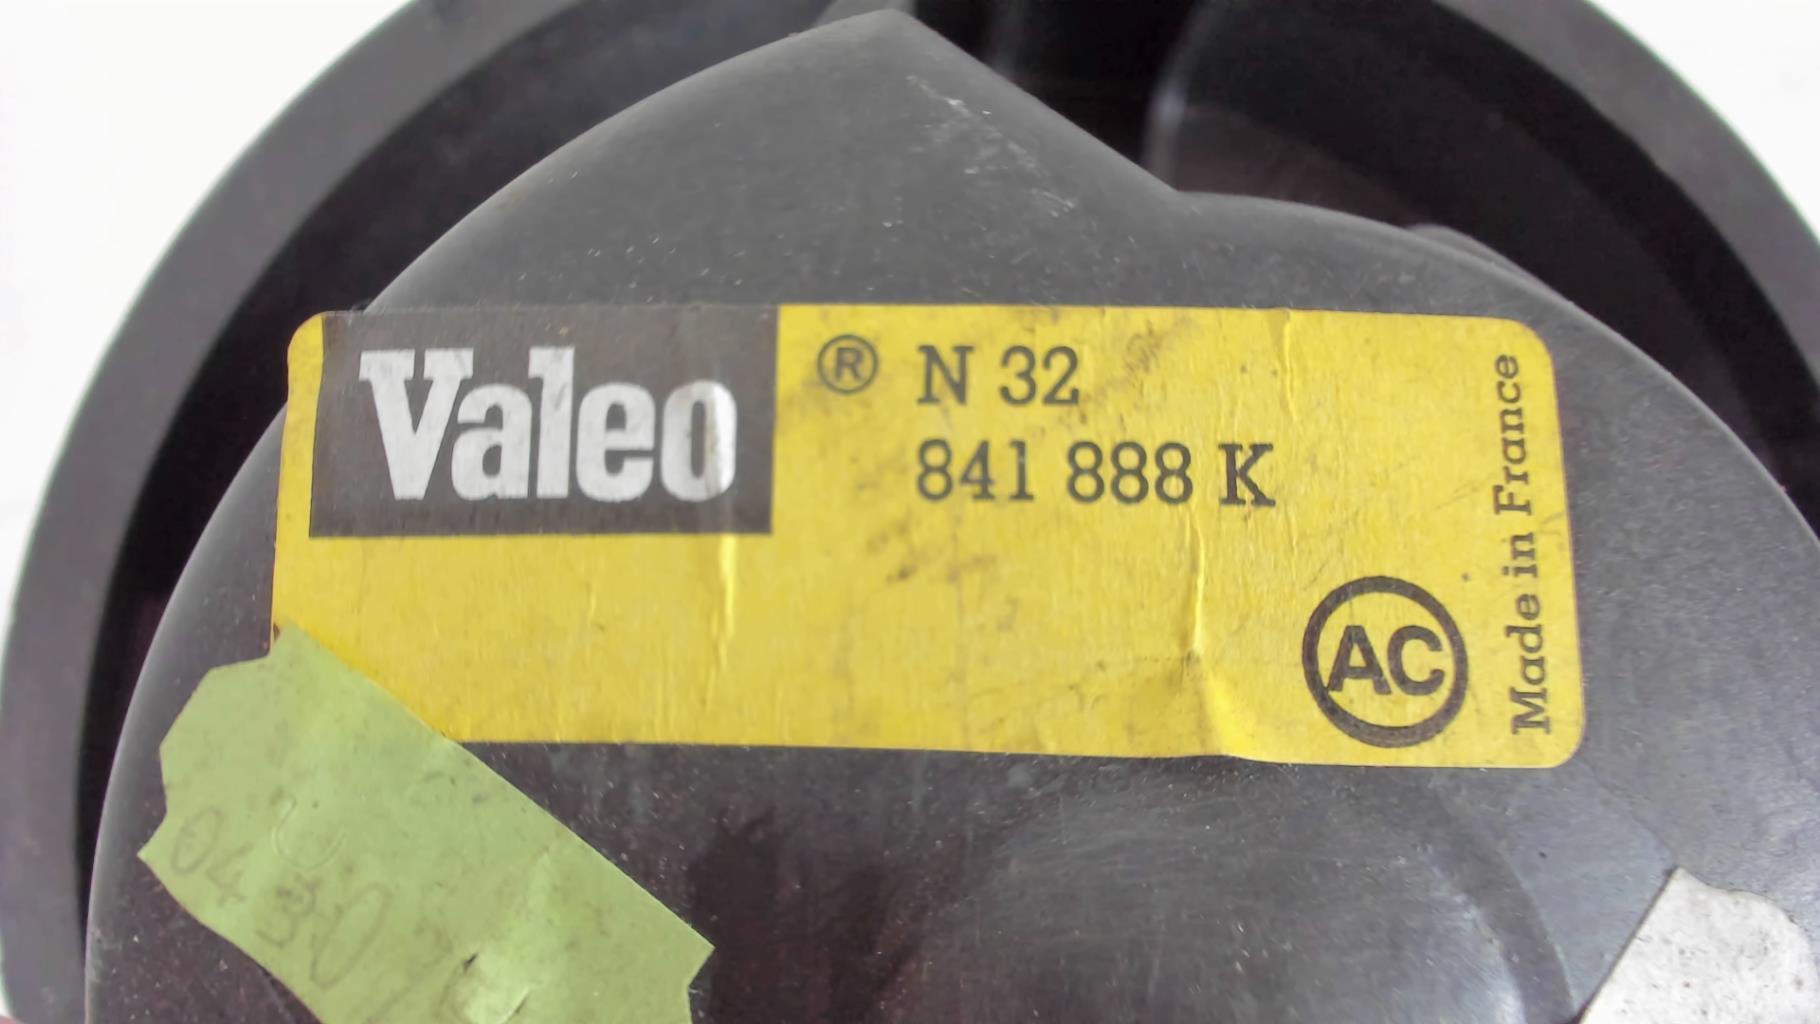 Valeo ® N 32
841 888 K
AC
Made in France